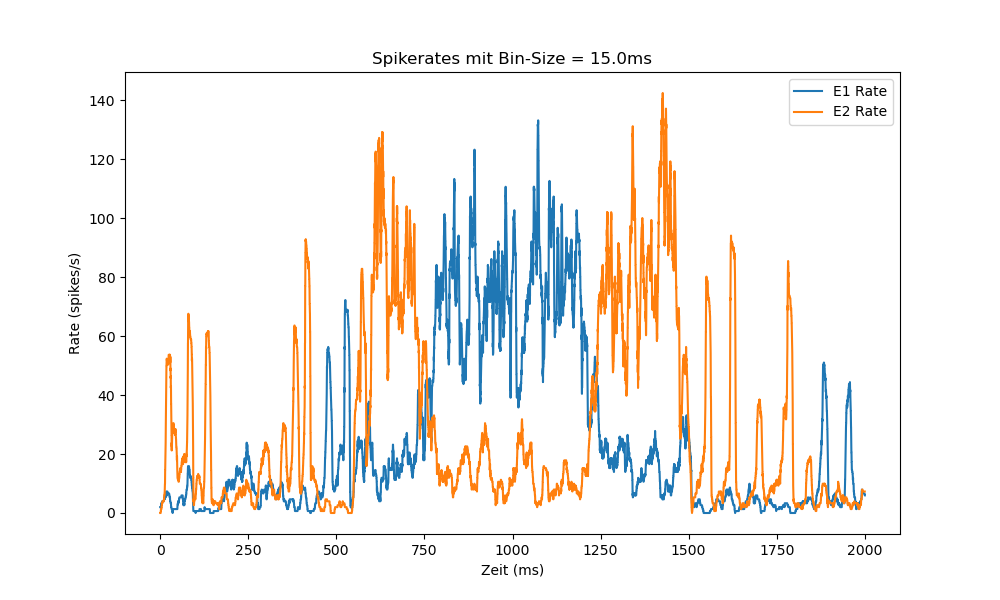 Spikerates mit Bin-Size = 15.0ms
E1 Rate
E2 Rate
140
120
100
80
60
40
20
0
Rate (spikes/s)
0 250 500 750 1000 1250 1500 1750 2000
Zeit (ms)